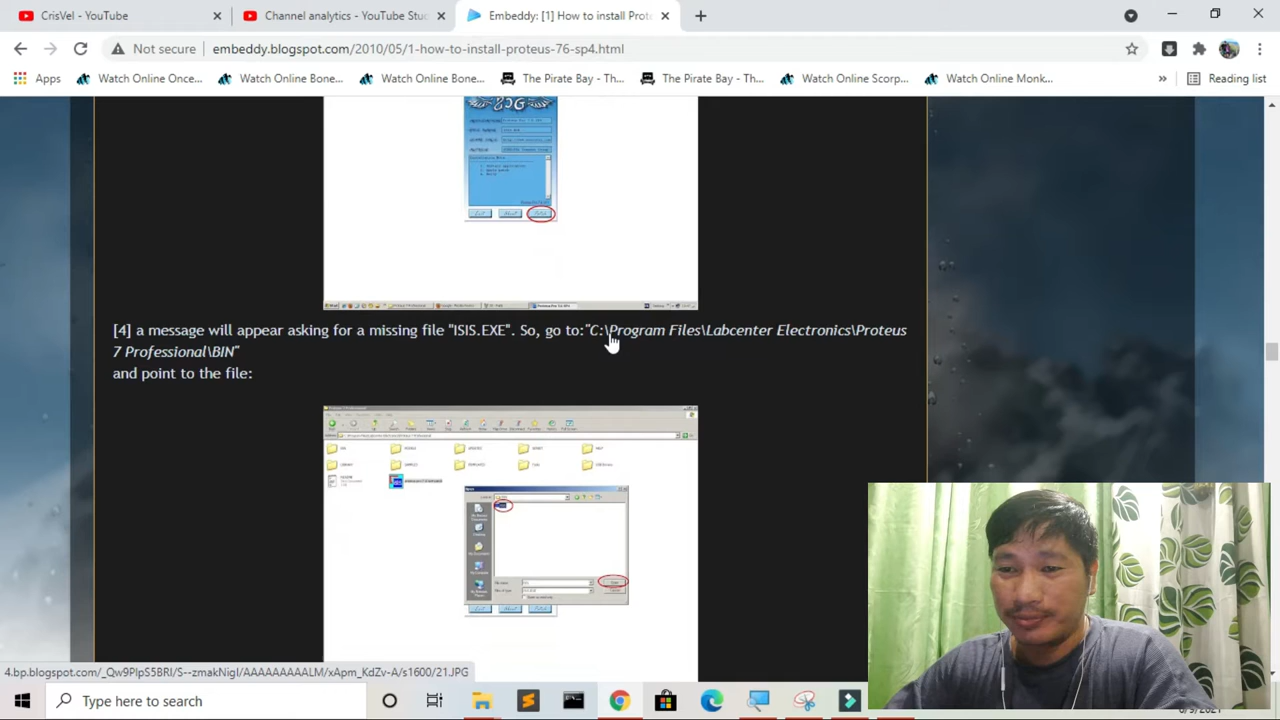 CrisVel - YouTube
Channel analytics - YouTube Stu
Embeddy: [1] How to install Prote
Not secure
embeddy.blogspot.com/2010/05/1-how-to-install-proteus-76-sp4.html
Apps
Watch Online Once...
Watch Online Bone...
Watch Online Bone...
The Pirate Bay - Th...
The Pirate Bay - Th...
Watch Online Scorp...
Watch Online Monk...
»
Reading list
[4] a message will appear asking for a missing file "ISIS.EXE". So, go to:"C:\Program Files\Labcenter Electronics\Proteus
7 Professional\BIN"
and point to the file:
4.bp.blogspot.com/_Qw9PlpS5BRI/S--zmakNigI/AAAAAAAAALM/xApm_KdZv-A/s1600/21.JPG
Type here to search
6/9/2021